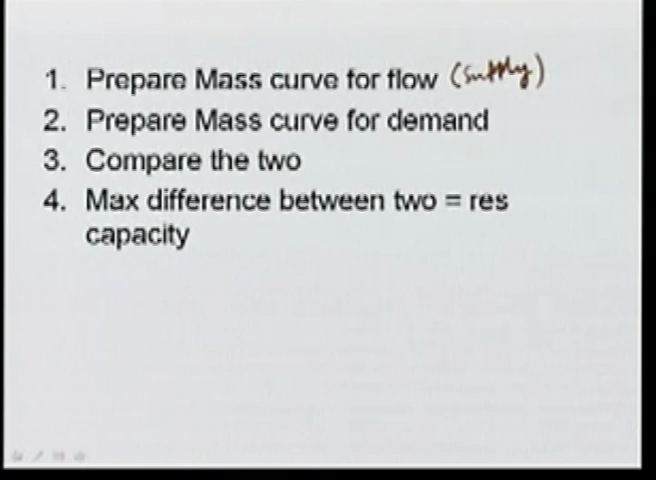 1. Prepare Mass curve for flow (supply)
2. Prepare Mass curve for demand
3. Compare the two
4. Max difference between two = res
capacity